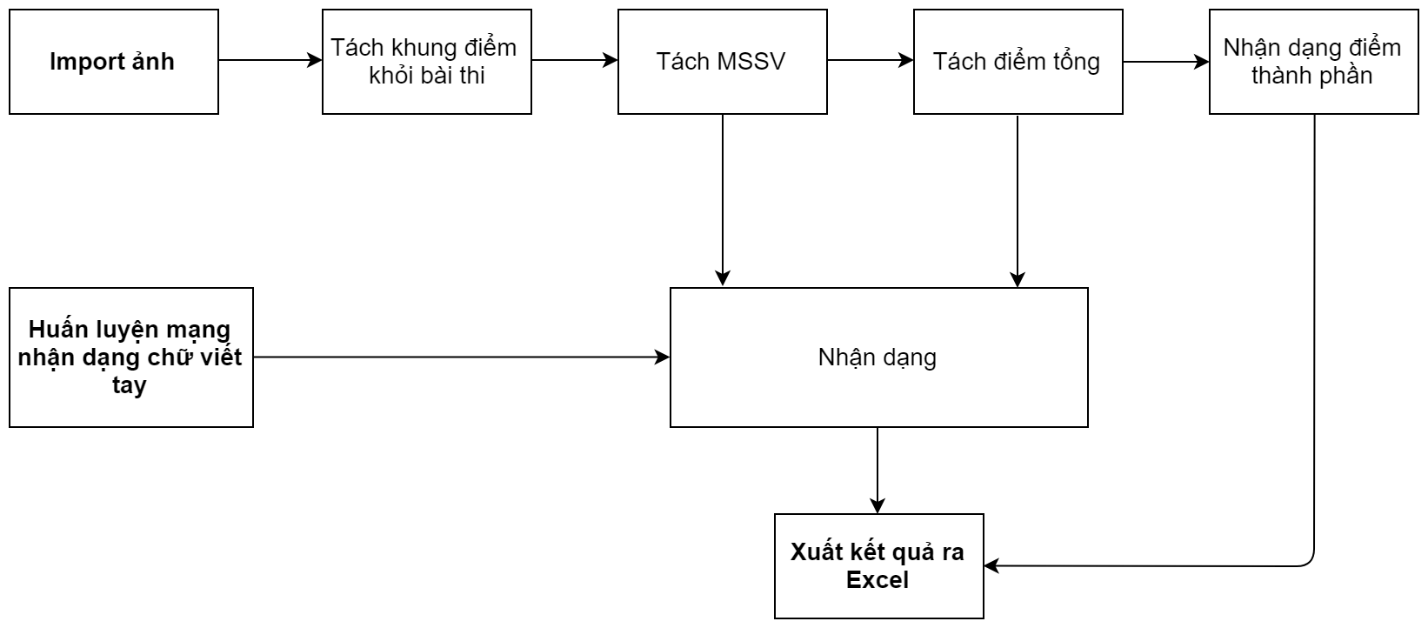 Import ảnh
Tách khung điểm
khỏi bài thi
Tách MSSV
Tách điểm tổng
Nhận dạng điểm
thành phần
Huấn luyện mạng
nhận dạng chữ viết
tay
Nhận dạng
Xuất kết quả ra
Excel